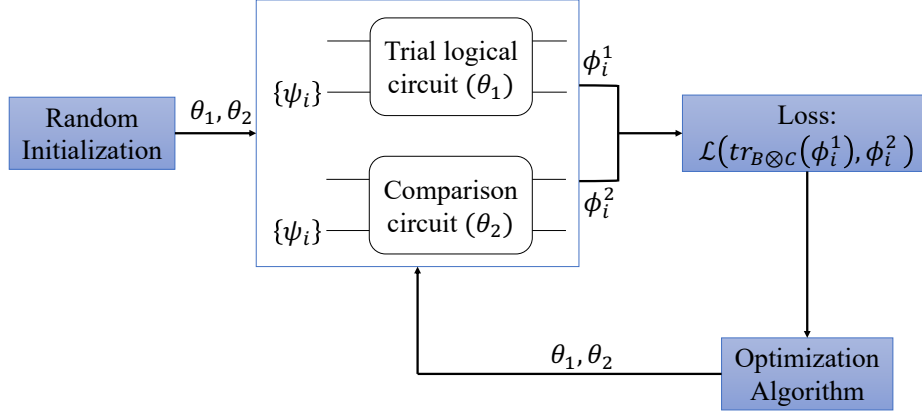 Random
Initialization
θ₁, θ₂
{ψᵢ}
Trial logical
circuit (θ₁)
{ψᵢ}
Comparison
circuit (θ₂)
ϕᵢ¹
ϕᵢ²
Loss:
ℒ(tr_{B⊗C}(ϕᵢ¹), ϕᵢ²)
θ₁, θ₂
Optimization
Algorithm